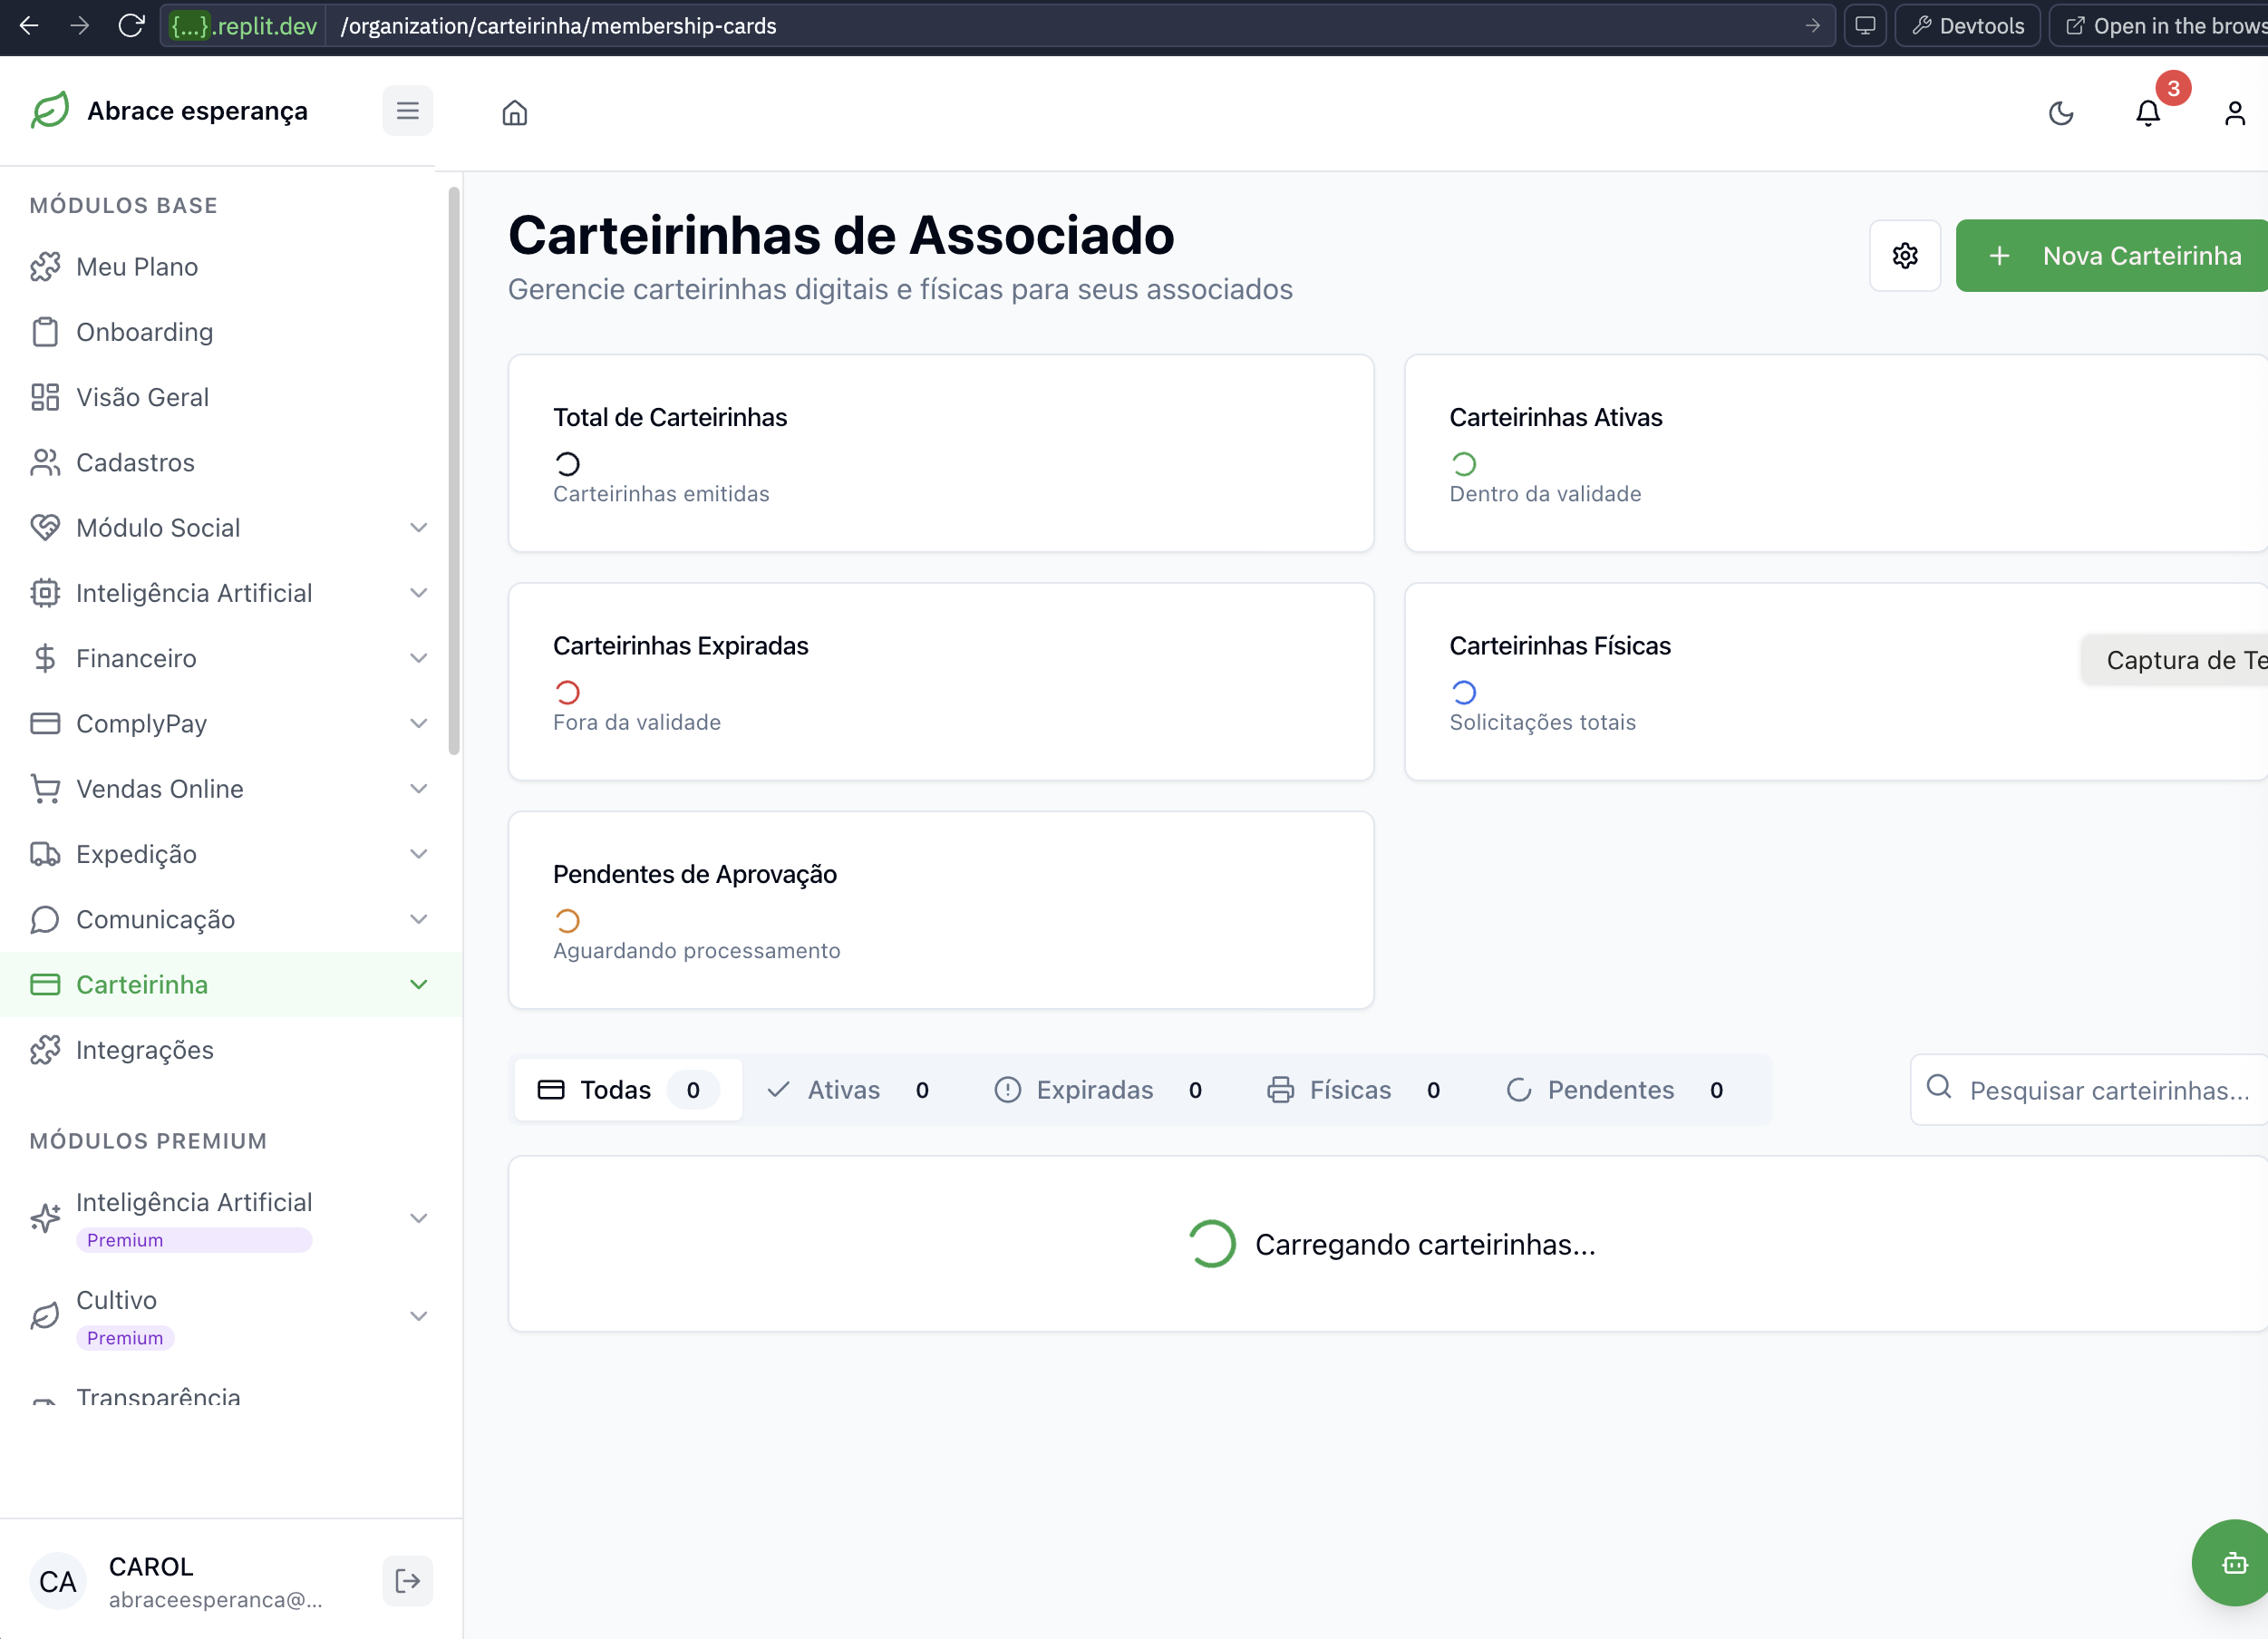 {...}.replit.dev /organization/carteirinha/membership-cards Devtools Open in the brows
Abrace esperança
3
MÓDULOS BASE
Meu Plano
Onboarding
Visão Geral
Cadastros
Módulo Social
Inteligência Artificial
Financeiro
ComplyPay
Vendas Online
Expedição
Comunicação
Carteirinha
Integrações
MÓDULOS PREMIUM
Inteligência Artificial
Premium
Cultivo
Premium
Transparência
CA
CAROL
abraceesperanca@...
Carteirinhas de Associado
Gerencie carteirinhas digitais e físicas para seus associados
Nova Carteirinha
Total de Carteirinhas
Carteirinhas emitidas
Carteirinhas Ativas
Dentro da validade
Carteirinhas Expiradas
Fora da validade
Carteirinhas Físicas
Solicitações totais
Captura de Te
Pendentes de Aprovação
Aguardando processamento
Todas 0 Ativas 0 Expiradas 0 Físicas 0 Pendentes 0
Pesquisar carteirinhas...
Carregando carteirinhas...